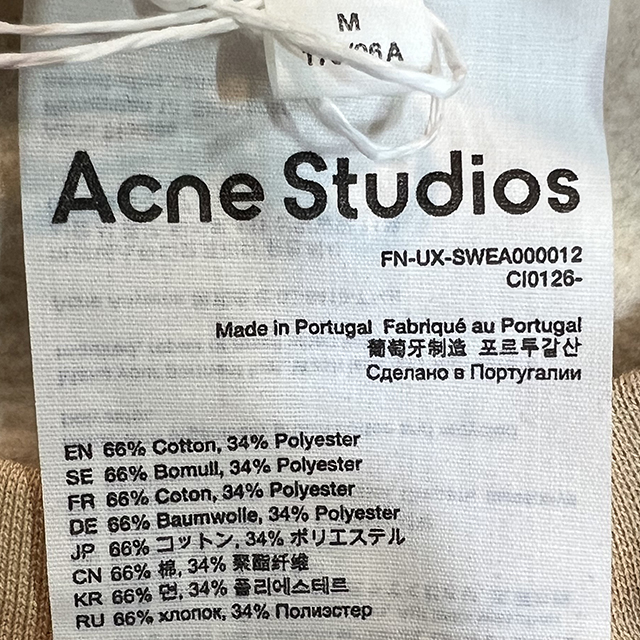 M
Acne Studios
FN-UX-SWEA000012
CI0126-
Made in Portugal Fabriqué au Portugal
葡萄牙制造 포르투갈산
Сделано в Португалии
EN 66% Cotton, 34% Polyester
SE 66% Bomull, 34% Polyester
FR 66% Coton, 34% Polyester
DE 66% Baumwolle, 34% Polyester
JP 66% コットン, 34% ポリエステル
CN 66% 棉, 34% 聚酯纤维
KR 66% 면, 34% 폴리에스테르
RU 66% хлопок, 34% Полиэстер